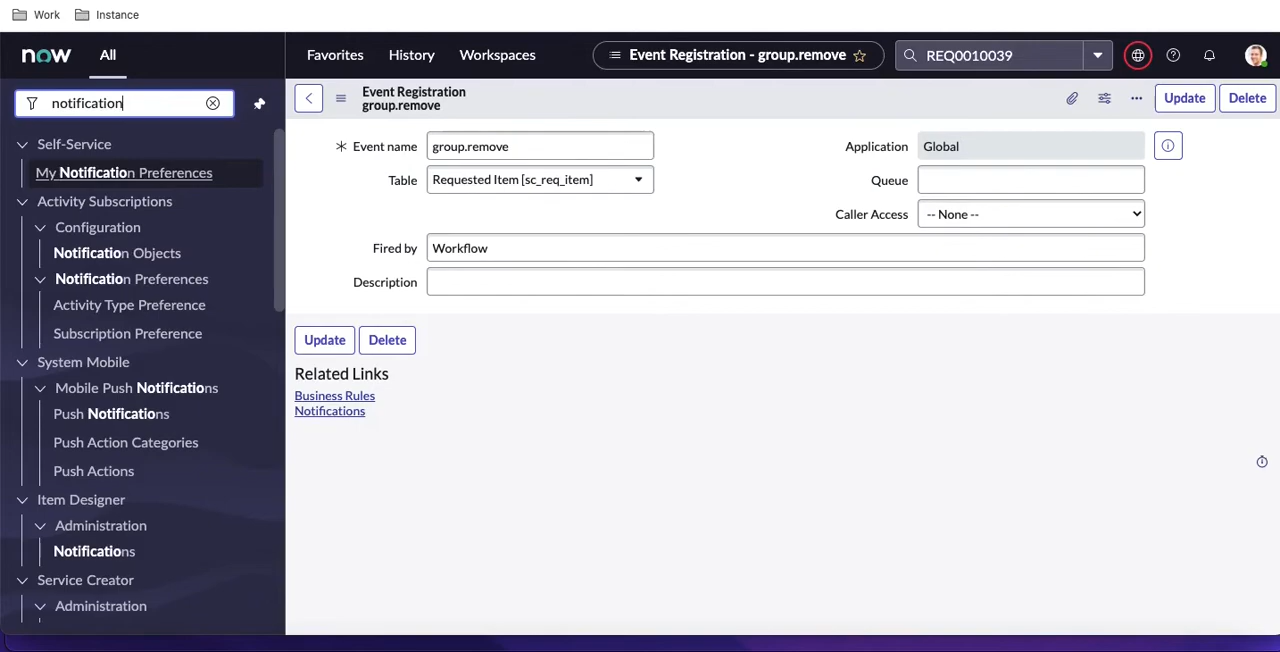 Work Instance
now All Favorites History Workspaces Event Registration - group.remove REQ0010039
notification
Self-Service
My Notification Preferences
Activity Subscriptions
Configuration
Notification Objects
Notification Preferences
Activity Type Preference
Subscription Preference
System Mobile
Mobile Push Notifications
Push Notifications
Push Action Categories
Push Actions
Item Designer
Administration
Notifications
Service Creator
Administration
Event Registration
group.remove
Update Delete
Event name group.remove Application Global
Table Requested Item [sc_req_item] Queue
Caller Access -- None --
Fired by Workflow
Description
Update Delete
Related Links
Business Rules
Notifications